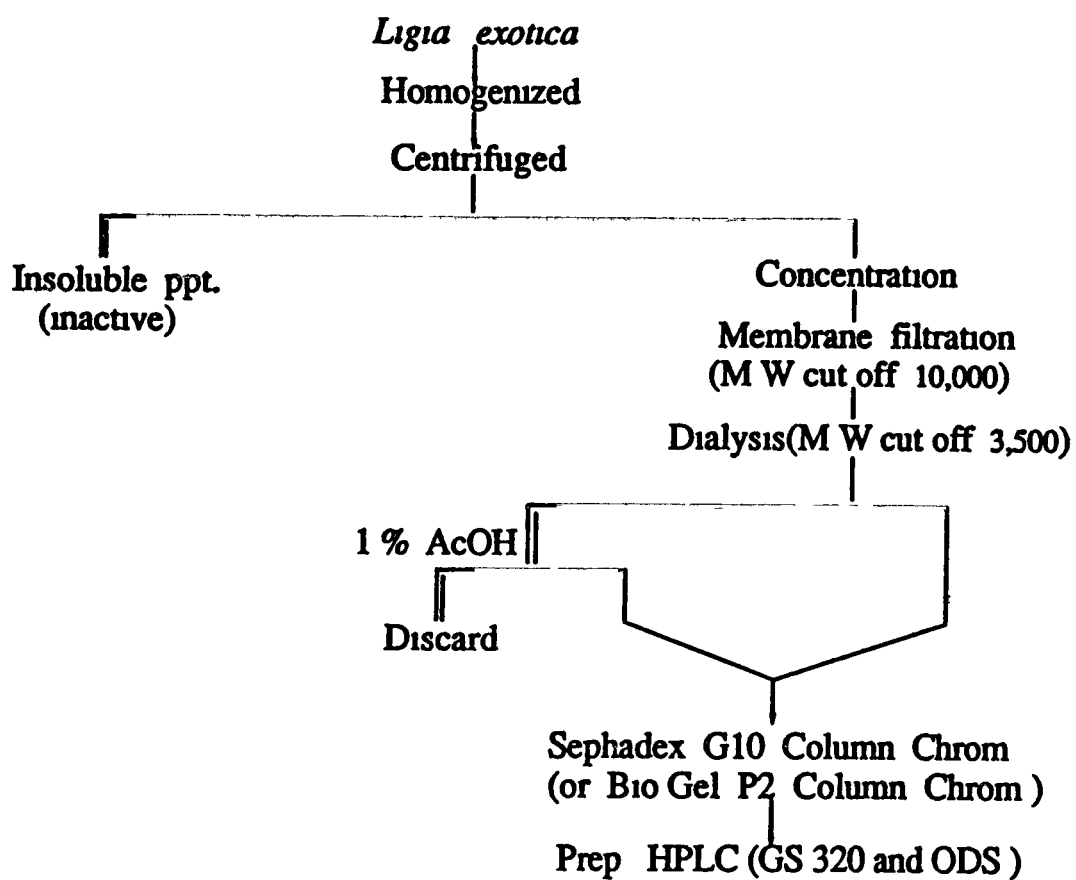 Ligia exotica
Homogenized
Centrifuged
Insoluble ppt.
(inactive)
Concentration
Membrane filtration
(M W cut off 10,000)
Dialysis(M W cut off 3,500)
1 % AcOH
Discard
Sephadex G10 Column Chrom
(or Bio Gel P2 Column Chrom )
Prep HPLC (GS 320 and ODS )